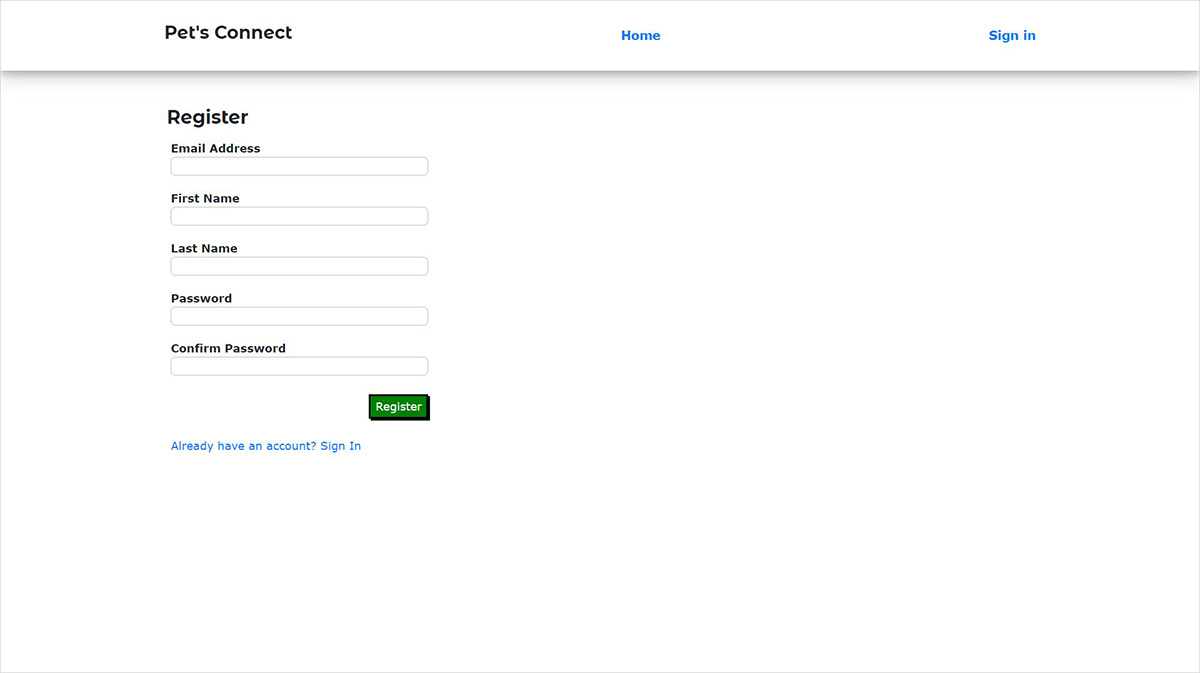 Pet's Connect
Home
Sign in
Register
Email Address
First Name
Last Name
Password
Confirm Password
Register
Already have an account? Sign In